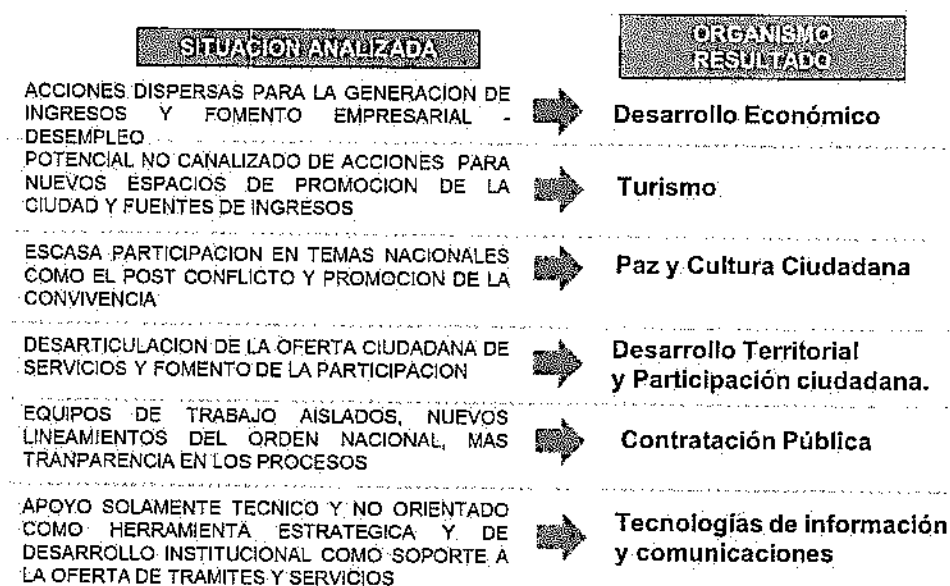 SITUACION ANALIZADA
ORGANISMO
RESULTADO
ACCIONES DISPERSAS PARA LA GENERACION DE
INGRESOS Y FOMENTO EMPRESARIAL -
DESEMPLEO
Desarrollo Económico
POTENCIAL NO CANALIZADO DE ACCIONES PARA
NUEVOS ESPACIOS DE PROMOCION DE LA
CIUDAD Y FUENTES DE INGRESOS
Turismo
ESCASA PARTICIPACION EN TEMAS NACIONALES
COMO EL POST CONFLICTO Y PROMOCION DE LA
CONVIVENCIA
Paz y Cultura Ciudadana
DESARTICULACION DE LA OFERTA CIUDADANA DE
SERVICIOS Y FOMENTO DE LA PARTICIPACION
Desarrollo Territorial
y Participación ciudadana.
EQUIPOS DE TRABAJO AISLADOS, NUEVOS
LINEAMIENTOS DEL ORDEN NACIONAL, MAS
TRANPARENCIA EN LOS PROCESOS
Contratación Pública
APOYO SOLAMENTE TECNICO Y NO ORIENTADO
COMO HERRAMIENTA ESTRATEGICA Y DE
DESARROLLO INSTITUCIONAL COMO SOPORTE A
LA OFERTA DE TRAMITES Y SERVICIOS
Tecnologías de información
y comunicaciones